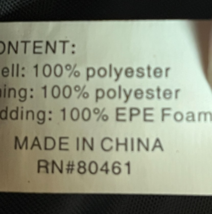 ONTENT:
ell: 100% polyester
ning: 100% polyester
dding: 100% EPE Foam
MADE IN CHINA
RN#80461